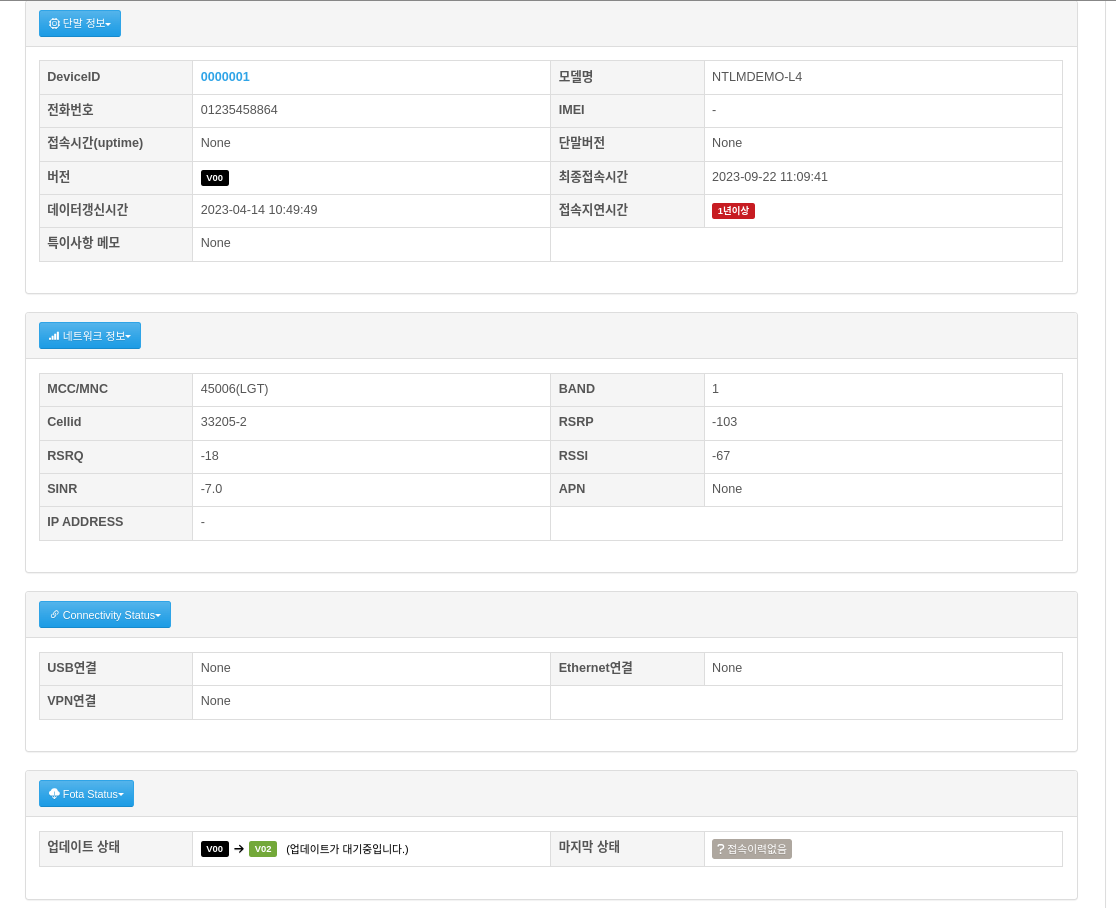 단말 정보
DeviceID 0000001 모델명 NTLMDEMO-L4
전화번호 01235458864 IMEI -
접속시간(uptime) None 단말버전 None
버전 V00 최종접속시간 2023-09-22 11:09:41
데이터갱신시간 2023-04-14 10:49:49 접속지연시간 1년이상
특이사항 메모 None
네트워크 정보
MCC/MNC 45006(LGT) BAND 1
Cellid 33205-2 RSRP -103
RSRQ -18 RSSI -67
SINR -7.0 APN None
IP ADDRESS -
Connectivity Status
USB연결 None Ethernet연결 None
VPN연결 None
Fota Status
업데이트 상태 V00 → V02 (업데이트가 대기중입니다.) 마지막 상태 ? 접속이력없음